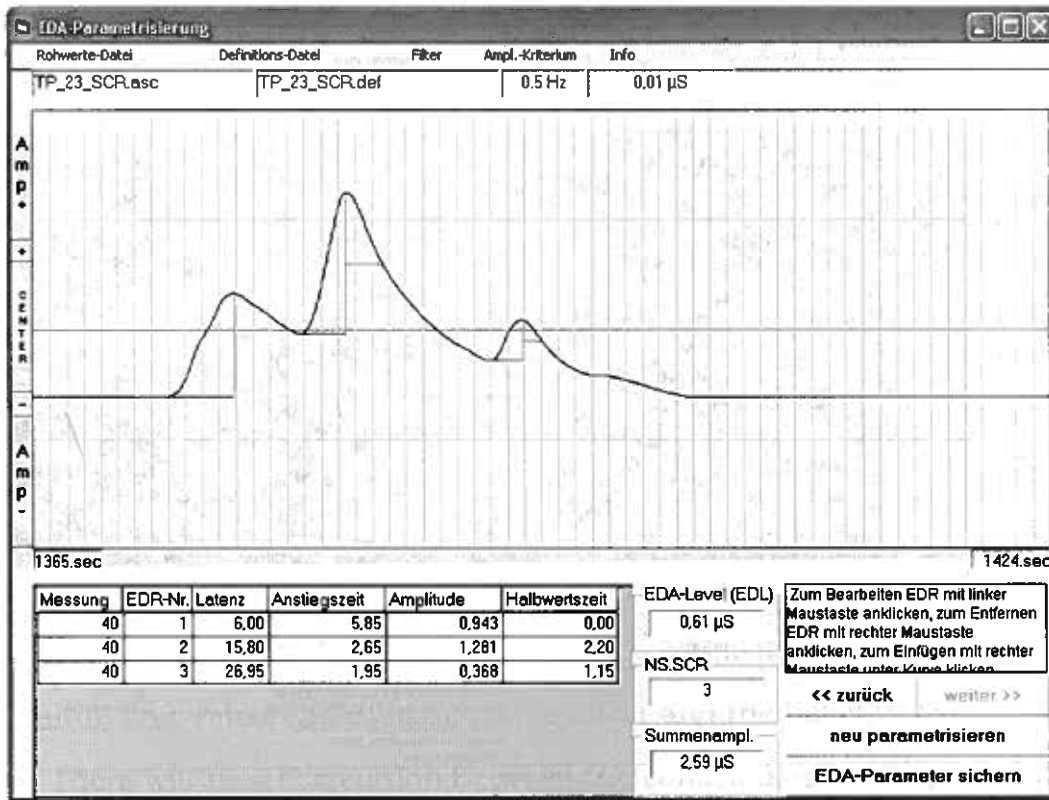 EDA-Parametrisierung
Rohwerte-Datei Definitions-Datei Filter Ampl.-Kriterium Info
TP_23_SCR.asc TP_23_SCR.def 0.5 Hz 0,01 µS
Amp+
+
CENTER
-
Amp-
1365.sec 1424.sec
Messung EDR-Nr. Latenz Anstiegszeit Amplitude Halbwertszeit
40 1 6,00 5,85 0,943 0,00
40 2 15,80 2,65 1,281 2,20
40 3 26,95 1,95 0,368 1,15
EDA-Level (EDL)
0,61 µS
NS.SCR
3
Summenampl.
2,59 µS
Zum Bearbeiten EDR mit linker
Maustaste anklicken, zum Entfernen
EDR mit rechter Maustaste
anklicken, zum Einfügen mit rechter
Maustaste unter Kurve klicken
<< zurück weiter >>
neu parametrisieren
EDA-Parameter sichern